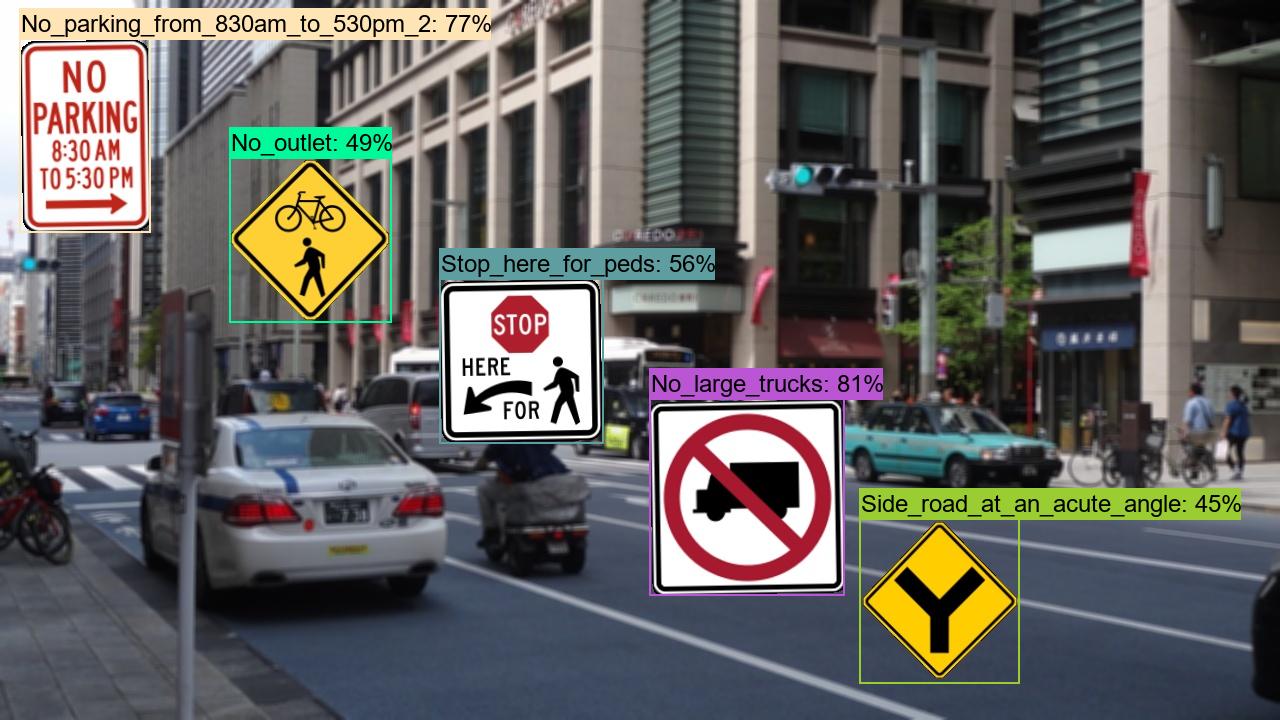 No_parking_from_830am_to_530pm_2: 77%
NO
PARKING
8:30 AM
TO 5:30 PM
No_outlet: 49%
Stop_here_for_peds: 56%
STOP
HERE
FOR
No_large_trucks: 81%
Side_road_at_an_acute_angle: 45%